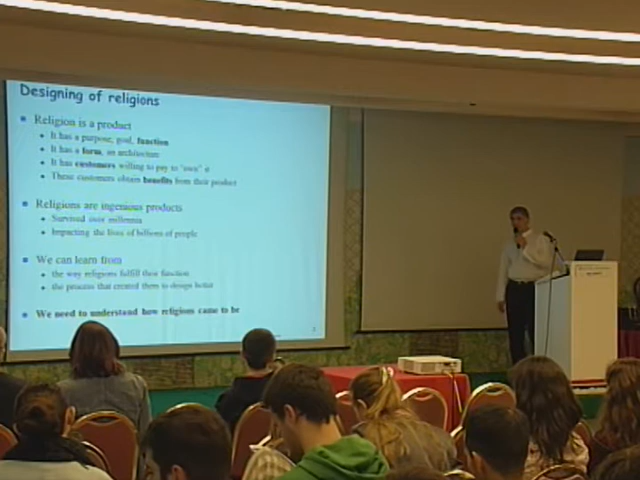 Designing of religions
Religion is a product
It has a purpose, goal, function
It has a form, an architecture
It has customers willing to pay to "own" it
These customers obtain benefits from their product
Religions are ingenious products
Survived over millennia
Impacting the lives of billions of people
We can learn from
the way religions fulfill their function
the process that created them to design better
We need to understand how religions came to be